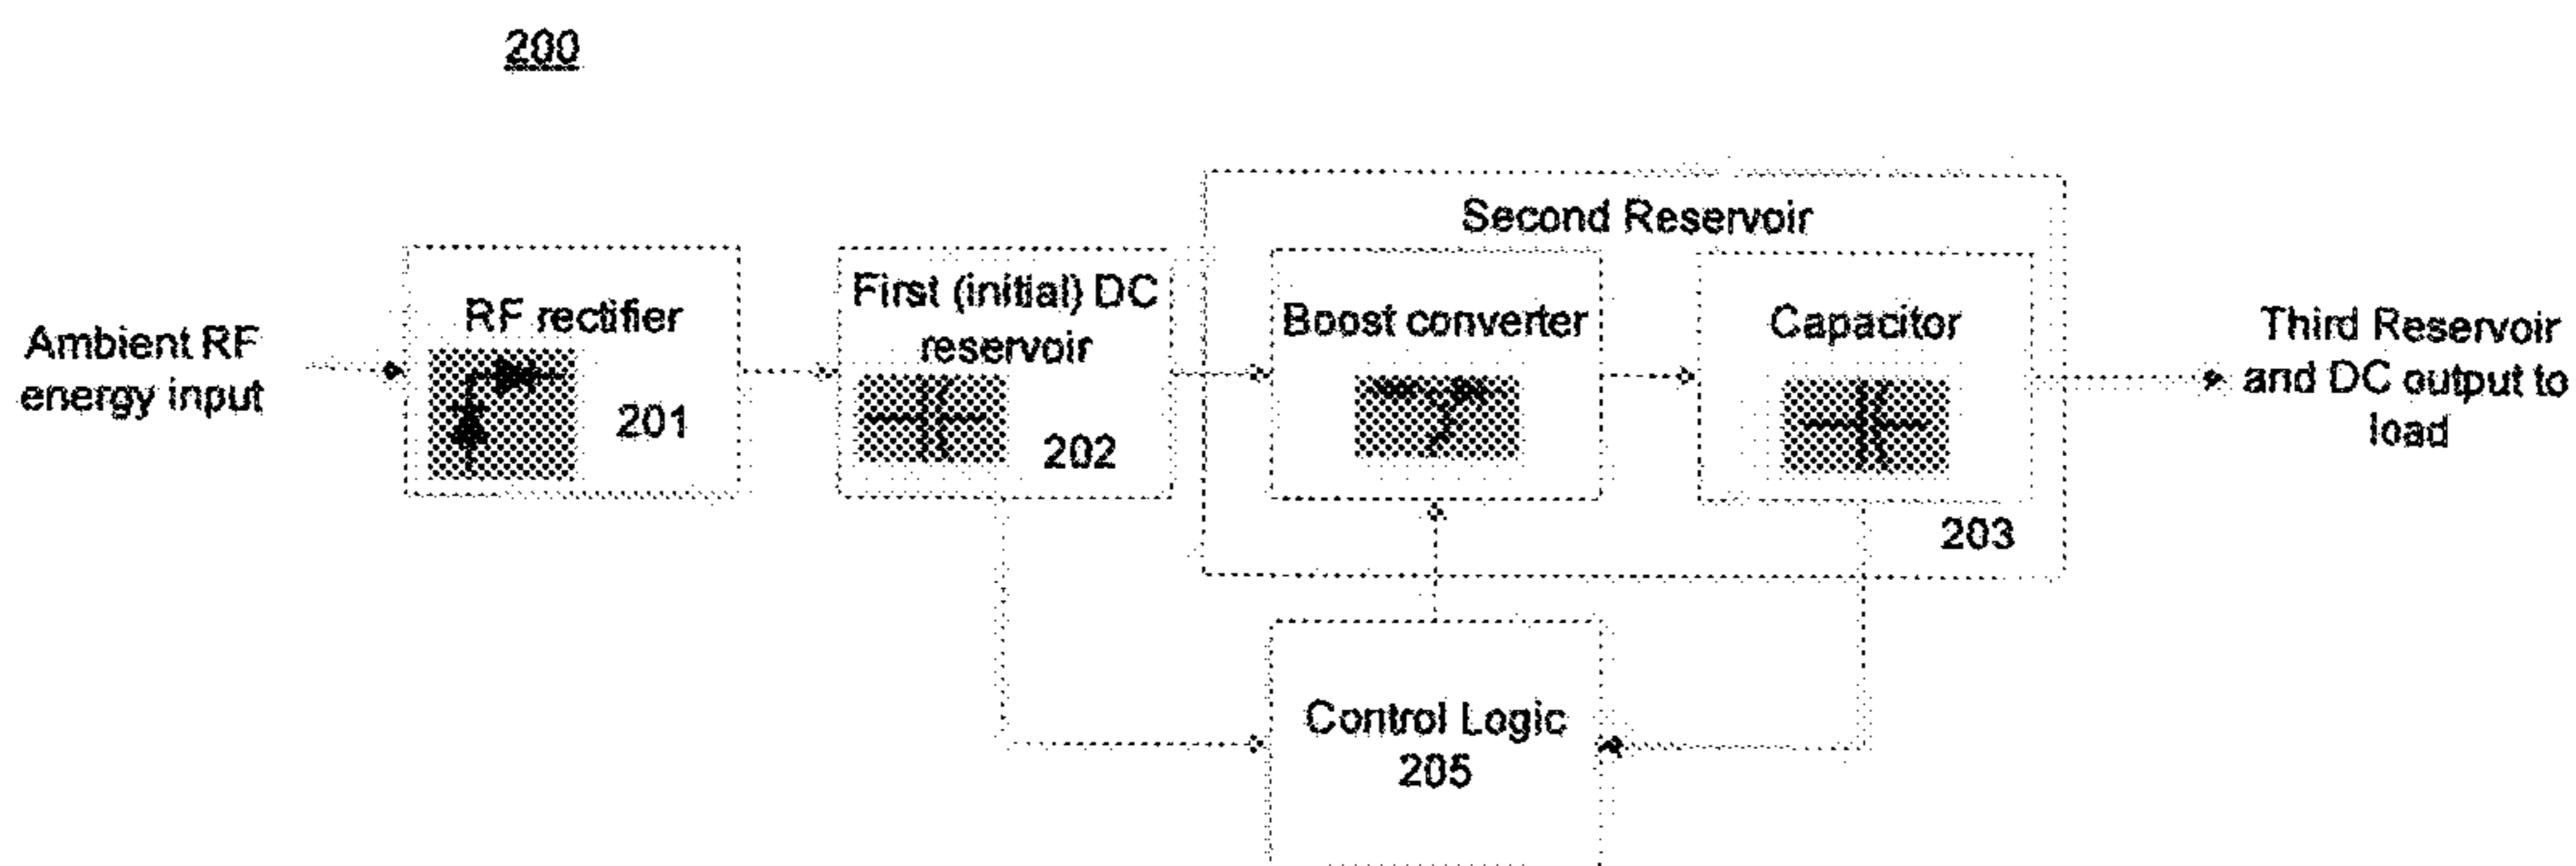 200
Ambient RF
energy input
RF rectifier
201
First (initial) DC
reservoir
202
Second Reservoir
Boost converter
Capacitor
203
Third Reservoir
and DC output to
load
Control Logic
205